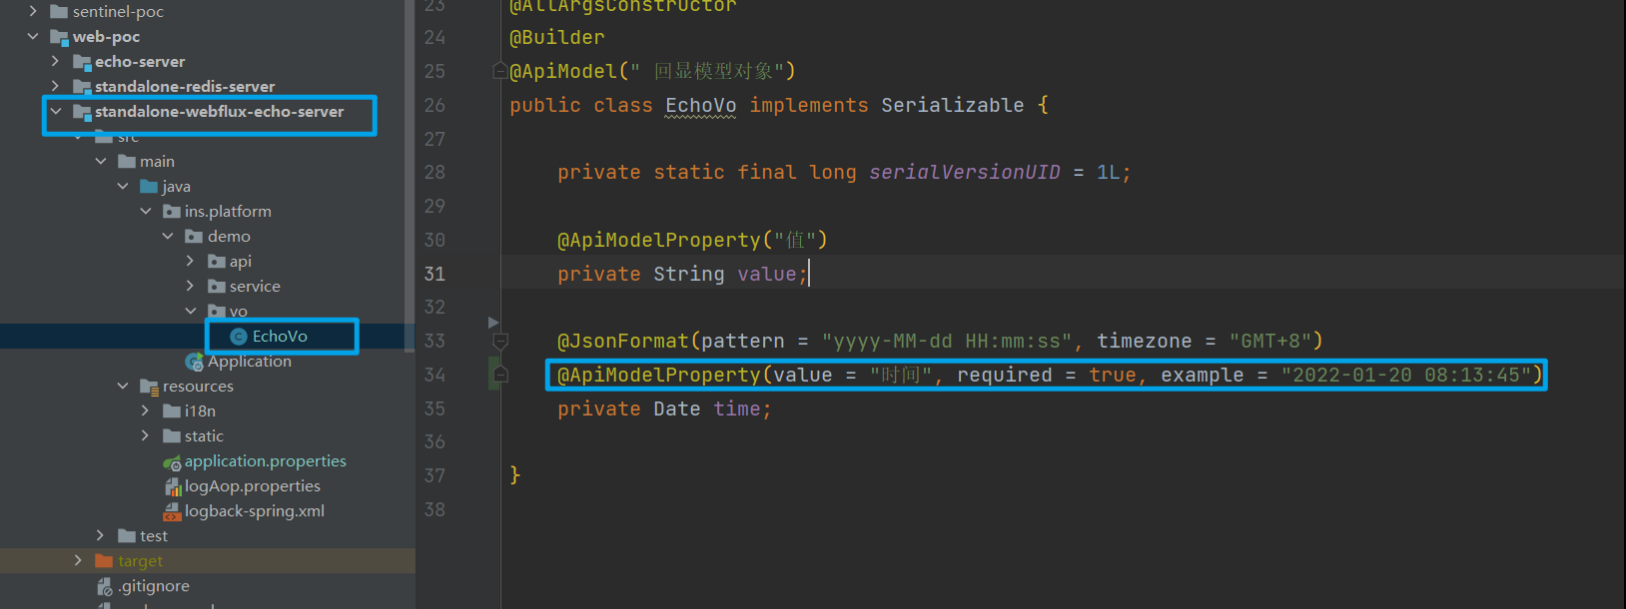 sentinel-poc
web-poc
echo-server
standalone-redis-server
standalone-webflux-echo-server
src
main
java
ins.platform
demo
api
service
vo
EchoVo
Application
resources
i18n
static
application.properties
logAop.properties
logback-spring.xml
test
target
.gitignore
23 @AllArgsConstructor
24 @Builder
25 @ApiModel(" 回显模型对象")
26 public class EchoVo implements Serializable {
27
28 private static final long serialVersionUID = 1L;
29
30 @ApiModelProperty("值")
31 private String value;
32
33 @JsonFormat(pattern = "yyyy-MM-dd HH:mm:ss", timezone = "GMT+8")
34 @ApiModelProperty(value = "时间", required = true, example = "2022-01-20 08:13:45")
35 private Date time;
36
37 }
38